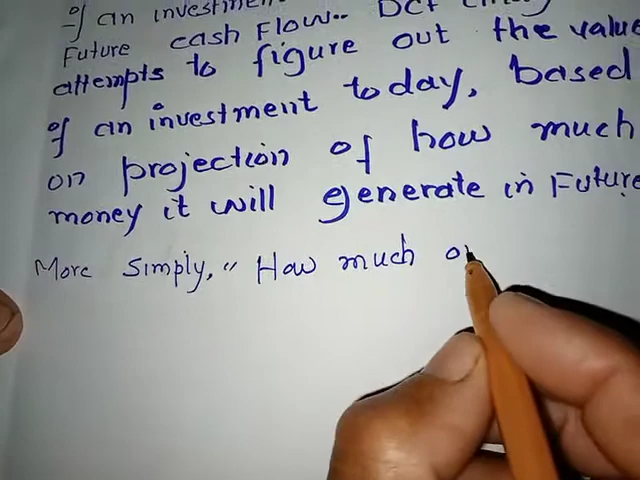 of an investment
Future cash Flow.. DCF
attempts to figure out the value
of an investment today, based
on projection of how much
money it will generate in Future.
More Simply, " How much o